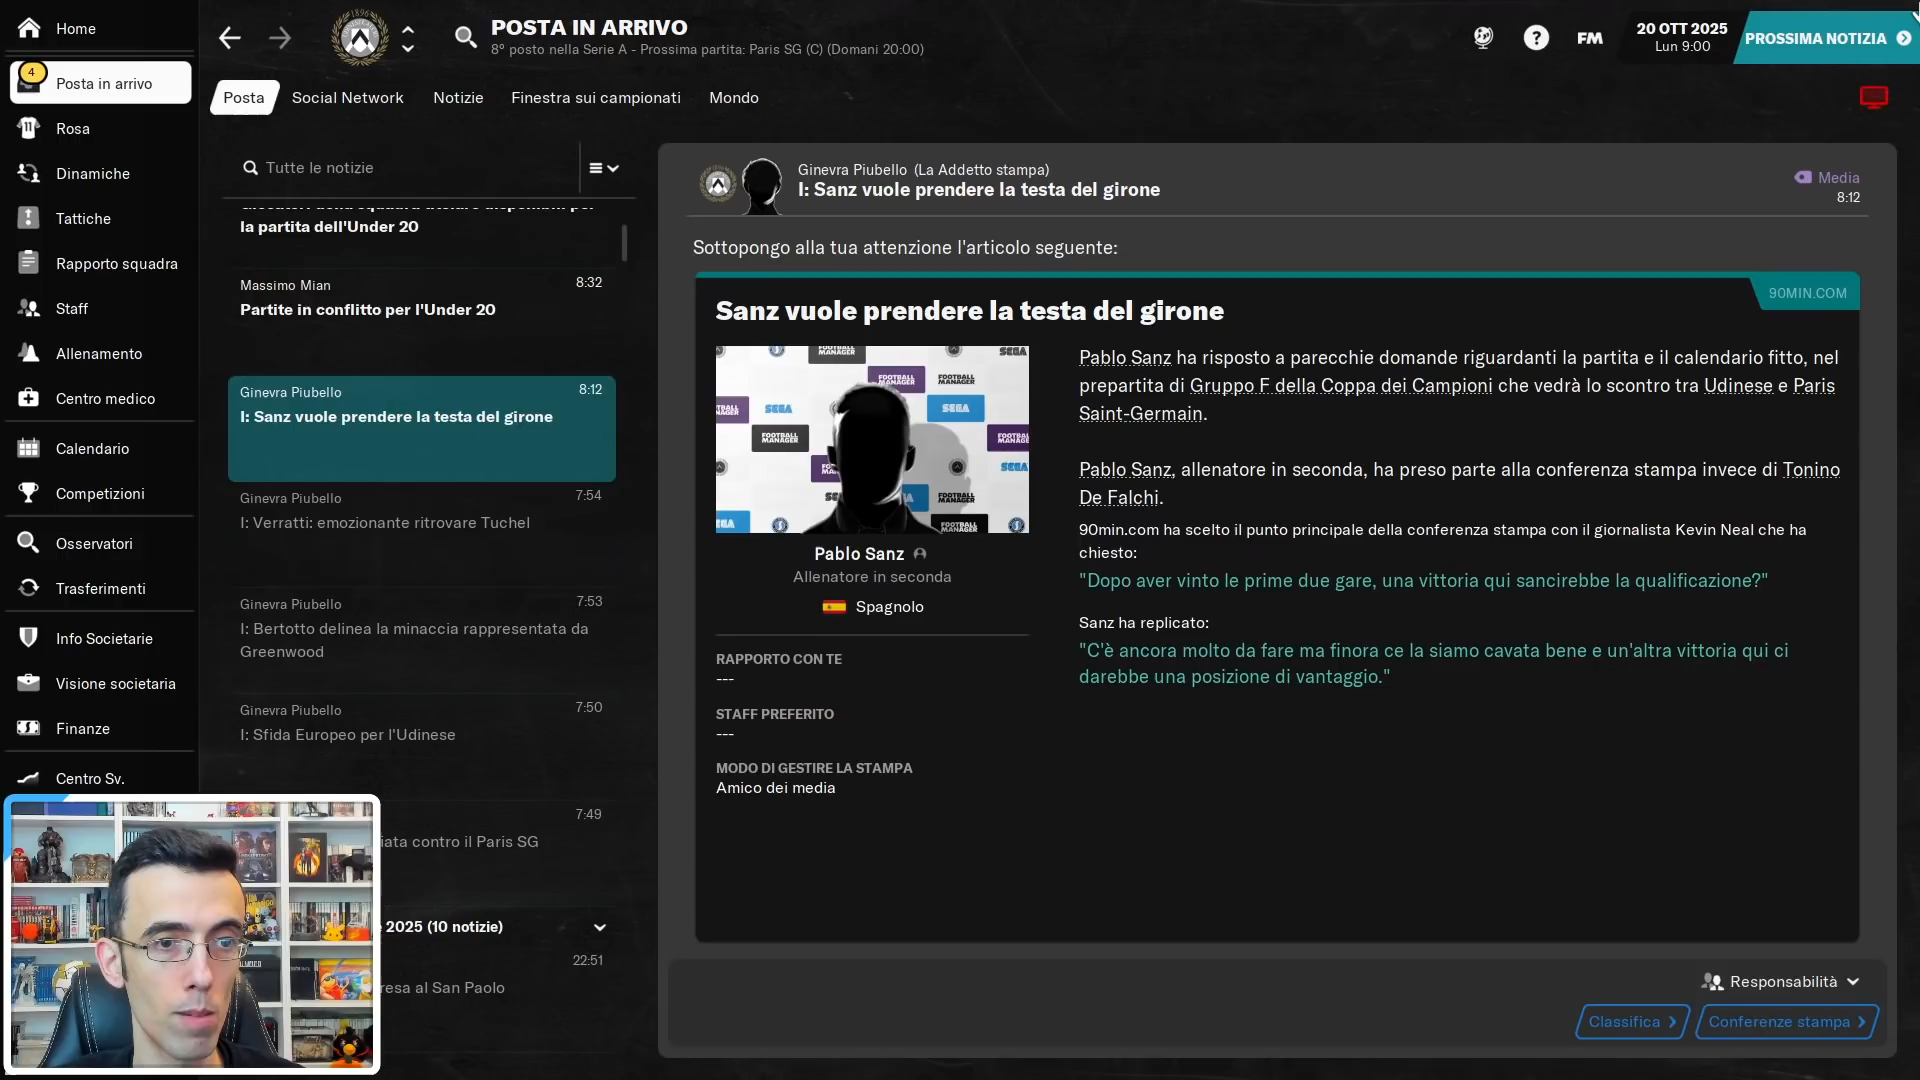 Home
4
Posta in arrivo
Rosa
Dinamiche
Tattiche
Rapporto squadra
Staff
Allenamento
Centro medico
Calendario
Competizioni
Osservatori
Trasferimenti
Info Societarie
Visione societaria
Finanze
Centro Sv.
POSTA IN ARRIVO
8° posto nella Serie A - Prossima partita: Paris SG (C) (Domani 20:00)
FM
20 OTT 2025
Lun 9:00
PROSSIMA NOTIZIA
Posta
Social Network
Notizie
Finestra sui campionati
Mondo
Tutte le notizie
la partita dell'Under 20
Massimo Mian
8:32
Partite in conflitto per l'Under 20
Ginevra Piubello
8:12
I: Sanz vuole prendere la testa del girone
Ginevra Piubello
7:54
I: Verratti: emozionante ritrovare Tuchel
Ginevra Piubello
7:53
I: Bertotto delinea la minaccia rappresentata da
Greenwood
Ginevra Piubello
7:50
I: Sfida Europeo per l'Udinese
7:49
iata contro il Paris SG
2025 (10 notizie)
22:51
resa al San Paolo
Ginevra Piubello (La Addetto stampa)
I: Sanz vuole prendere la testa del girone
Media
8:12
Sottopongo alla tua attenzione l'articolo seguente:
90MIN.COM
Sanz vuole prendere la testa del girone
FOOTBALL MANAGER
SEGA
Pablo Sanz
Allenatore in seconda
Spagnolo
RAPPORTO CON TE
---
STAFF PREFERITO
---
MODO DI GESTIRE LA STAMPA
Amico dei media
Pablo Sanz ha risposto a parecchie domande riguardanti la partita e il calendario fitto, nel
prepartita di Gruppo F della Coppa dei Campioni che vedrà lo scontro tra Udinese e Paris
Saint-Germain.
Pablo Sanz, allenatore in seconda, ha preso parte alla conferenza stampa invece di Tonino
De Falchi.
90min.com ha scelto il punto principale della conferenza stampa con il giornalista Kevin Neal che ha
chiesto:
"Dopo aver vinto le prime due gare, una vittoria qui sancirebbe la qualificazione?"
Sanz ha replicato:
"C'è ancora molto da fare ma finora ce la siamo cavata bene e un'altra vittoria qui ci
darebbe una posizione di vantaggio."
Responsabilità
Classifica
Conferenze stampa